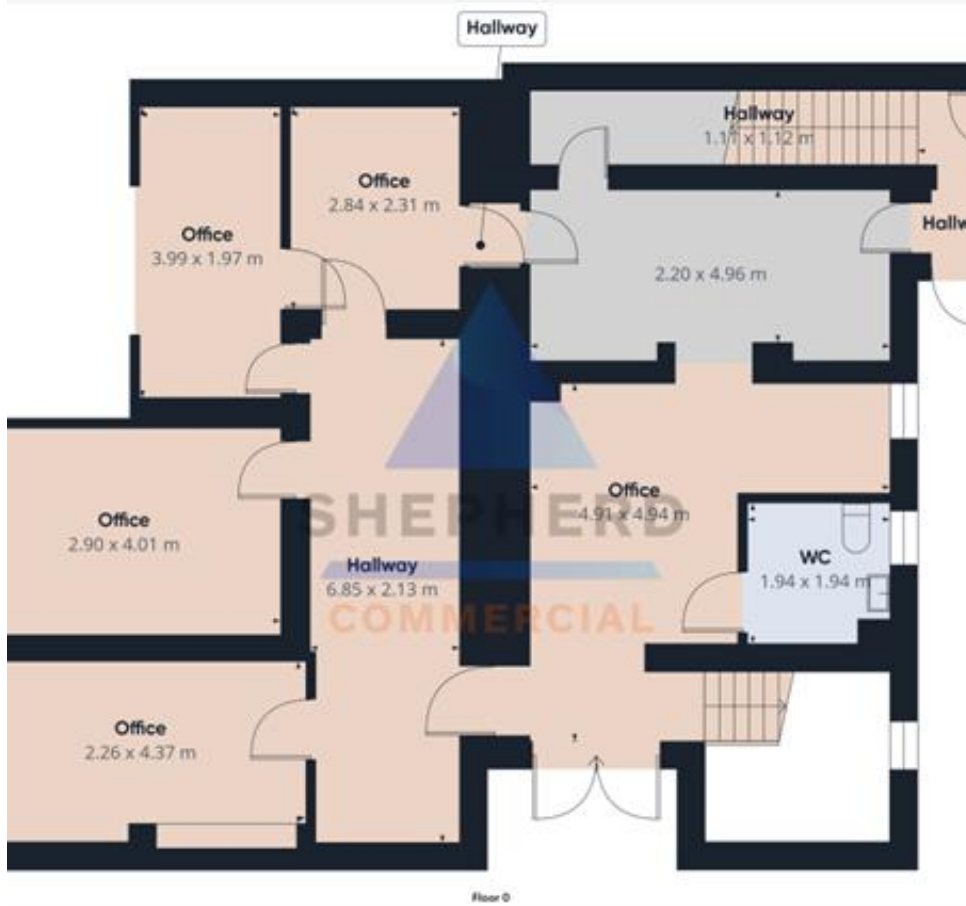 Hallway
Hallway
1.11 x 1.12 m
Office
2.84 x 2.31 m
Office
3.99 x 1.97 m
Hallw
2.20 x 4.96 m
Office
4.91 x 4.94 m
SHEPHERD
COMMERCIAL
Office
2.90 x 4.01 m
Hallway
6.85 x 2.13 m
WC
1.94 x 1.94 m
Office
2.26 x 4.37 m
Floor 0